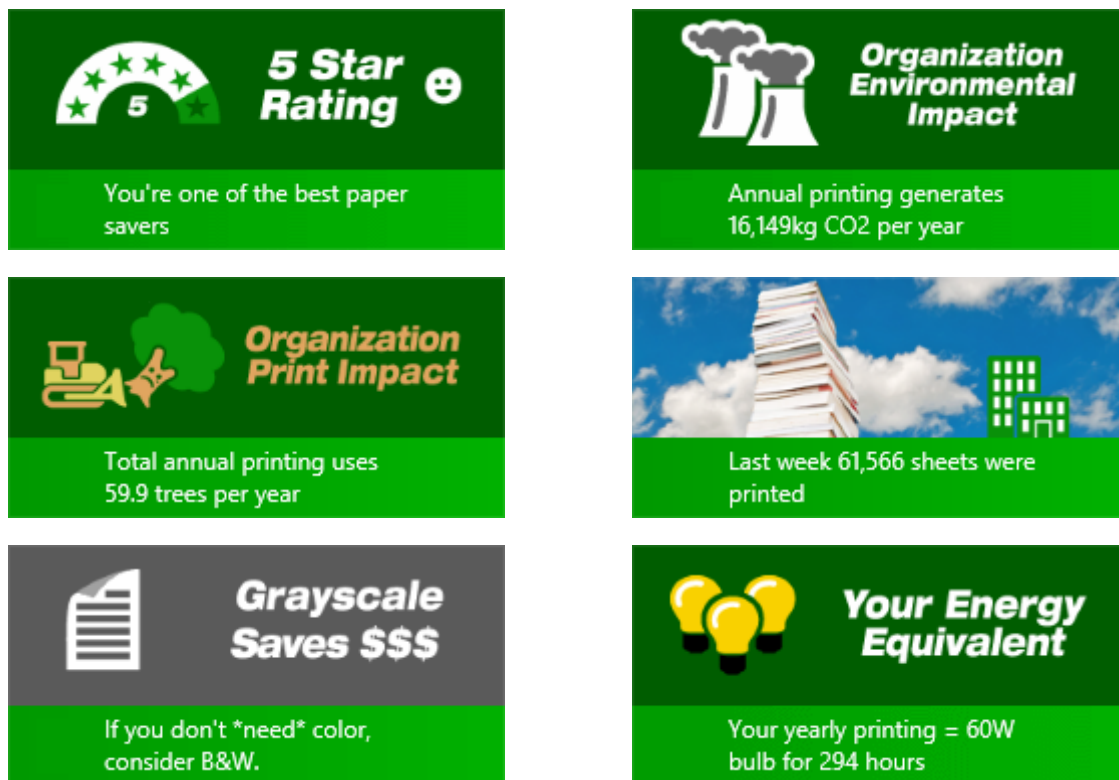 5
5 Star
Rating
You're one of the best paper
savers
Organization
Environmental
Impact
Annual printing generates
16,149kg CO2 per year
Organization
Print Impact
Total annual printing uses
59.9 trees per year
Last week 61,566 sheets were
printed
Grayscale
Saves $$$
If you don't *need* color,
consider B&W.
Your Energy
Equivalent
Your yearly printing = 60W
bulb for 294 hours